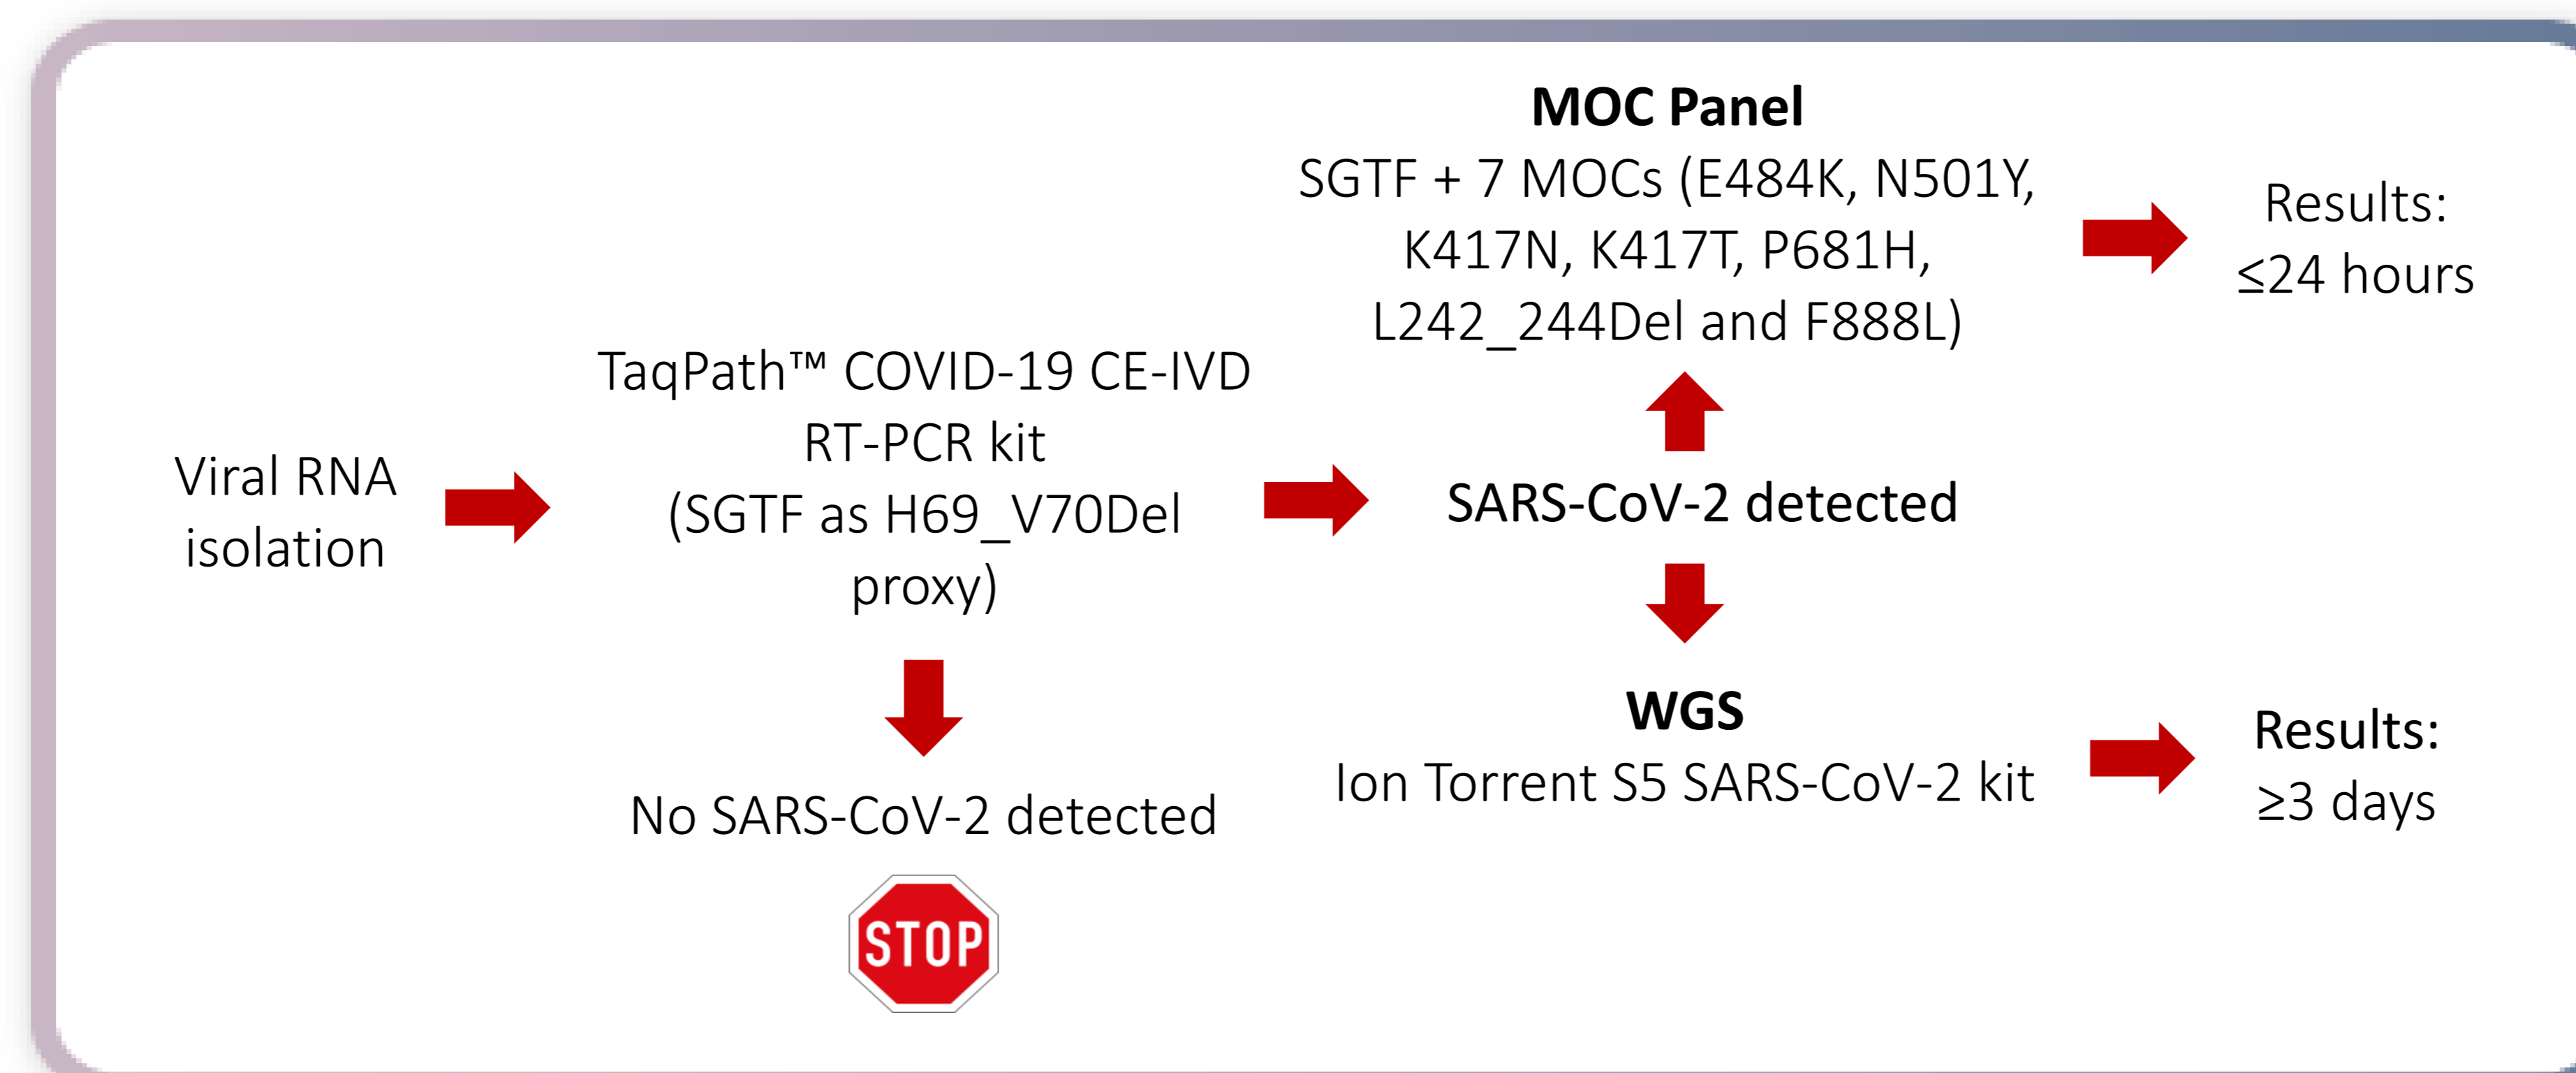 Viral RNA
isolation
TaqPath™ COVID-19 CE-IVD
RT-PCR kit
(SGTF as H69_V70Del
proxy)
No SARS-CoV-2 detected
STOP
SARS-CoV-2 detected
MOC Panel
SGTF + 7 MOCs (E484K, N501Y,
K417N, K417T, P681H,
L242_244Del and F888L)
Results:
≤24 hours
WGS
Ion Torrent S5 SARS-CoV-2 kit
Results:
≥3 days